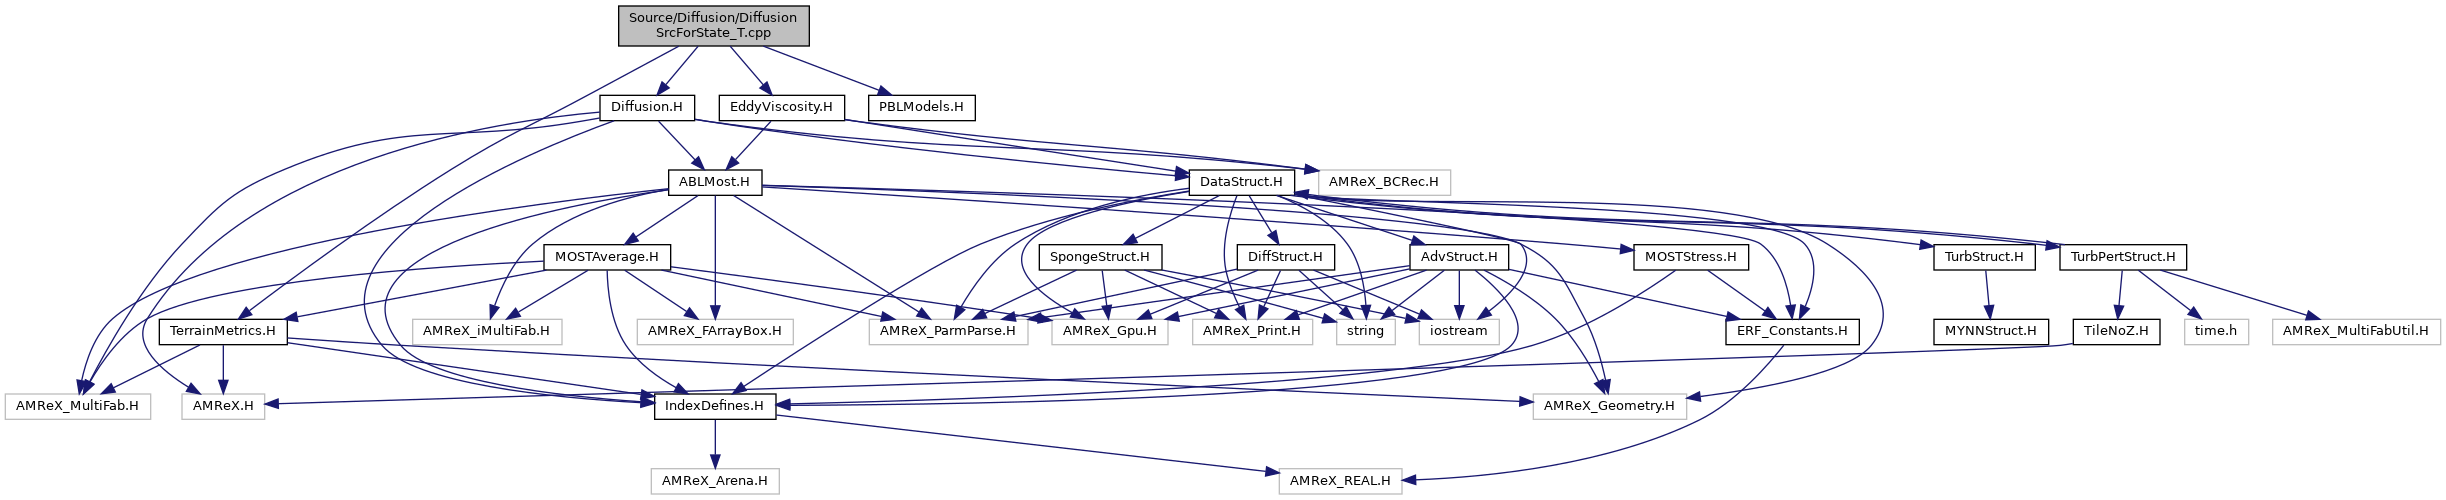 Source/Diffusion/Diffusion
SrcForState_T.cpp
Diffusion.H
EddyViscosity.H
PBLModels.H
ABLMost.H
DataStruct.H
AMReX_BCRec.H
MOSTAverage.H
SpongeStruct.H
DiffStruct.H
AdvStruct.H
MOSTStress.H
TurbStruct.H
TurbPertStruct.H
TerrainMetrics.H
AMReX_iMultiFab.H
AMReX_FArrayBox.H
AMReX_ParmParse.H
AMReX_Gpu.H
AMReX_Print.H
string
iostream
ERF_Constants.H
MYNNStruct.H
TileNoZ.H
time.h
AMReX_MultiFabUtil.H
AMReX_MultiFab.H
AMReX.H
IndexDefines.H
AMReX_Geometry.H
AMReX_Arena.H
AMReX_REAL.H